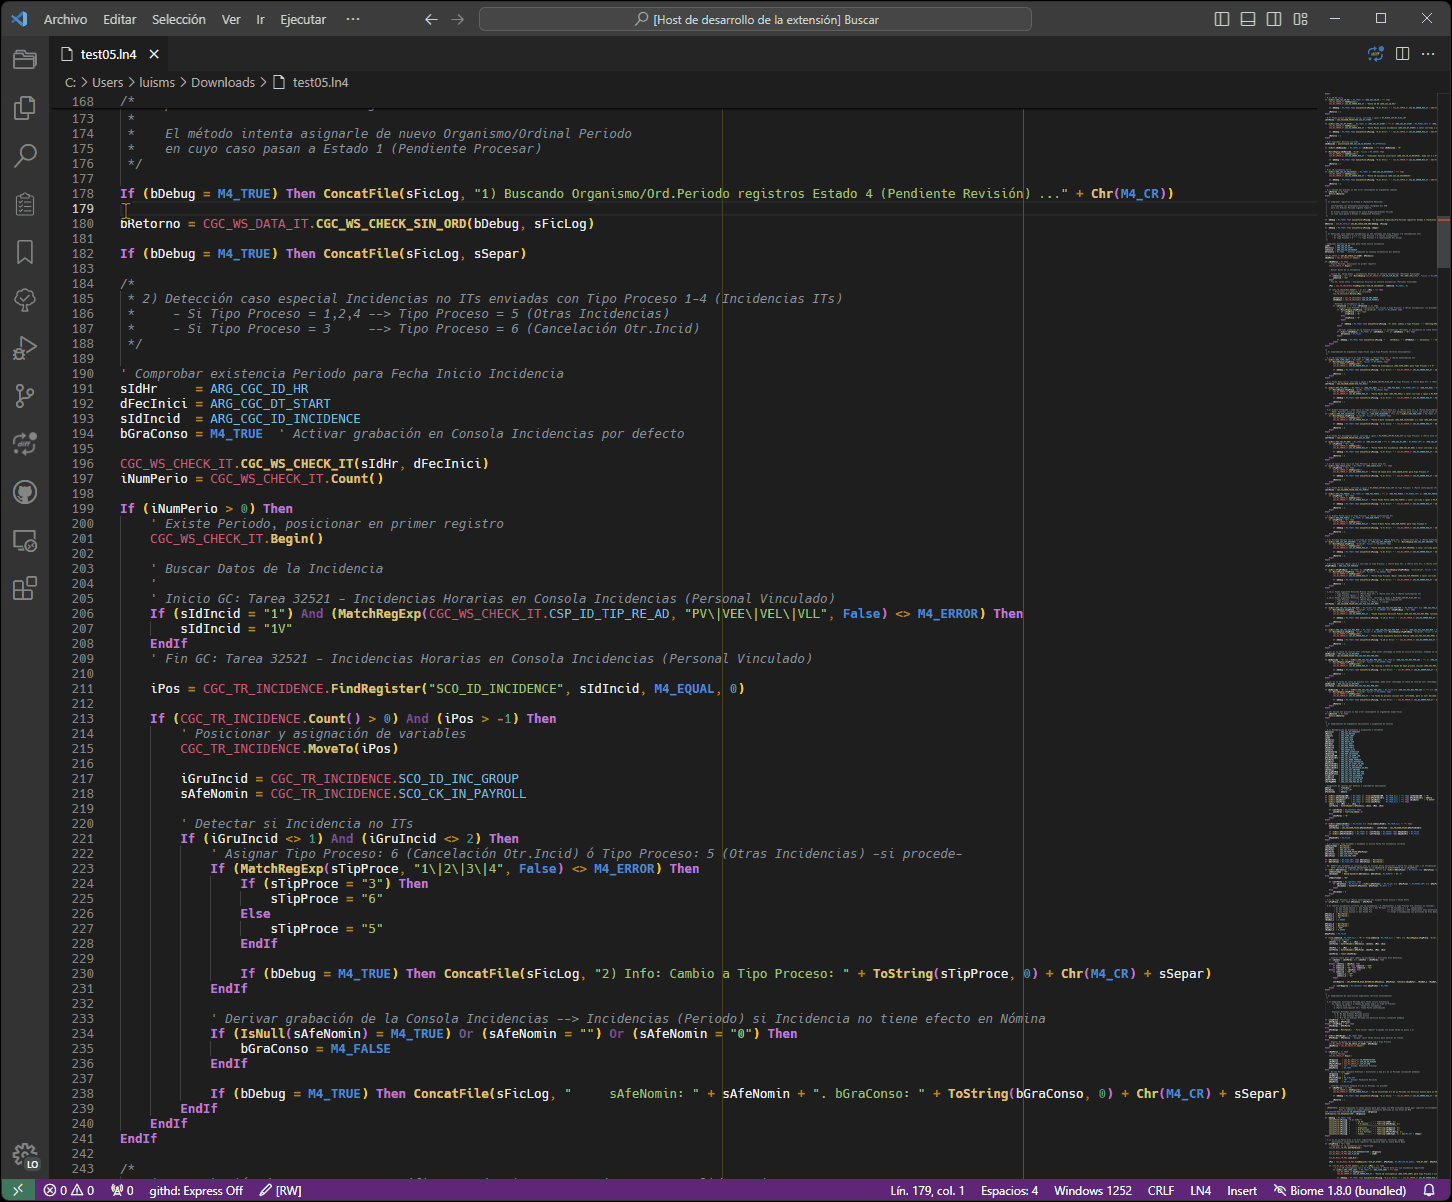 Archivo Editar Selección Ver Ir Ejecutar ··· [Host de desarrollo de la extensión] Buscar
test05.ln4
C: > Users > luisms > Downloads > test05.ln4
168 /*
173  *
174  *    El método intenta asignarle de nuevo Organismo/Ordinal Periodo
175  *    en cuyo caso pasan a Estado 1 (Pendiente Procesar)
176  */
177
178 If (bDebug = M4_TRUE) Then ConcatFile(sFicLog, "1) Buscando Organismo/Ord.Periodo registros Estado 4 (Pendiente Revisión) ..." + Chr(M4_CR))
179
180 bRetorno = CGC_WS_DATA_IT.CGC_WS_CHECK_SIN_ORD(bDebug, sFicLog)
181
182 If (bDebug = M4_TRUE) Then ConcatFile(sFicLog, sSepar)
183
184 /*
185  * 2) Detección caso especial Incidencias no ITs enviadas con Tipo Proceso 1-4 (Incidencias ITs)
186  *     - Si Tipo Proceso = 1,2,4 --> Tipo Proceso = 5 (Otras Incidencias)
187  *     - Si Tipo Proceso = 3     --> Tipo Proceso = 6 (Cancelación Otr.Incid)
188  */
189
190 ' Comprobar existencia Periodo para Fecha Inicio Incidencia
191 sIdHr     = ARG_CGC_ID_HR
192 dFecInici = ARG_CGC_DT_START
193 sIdIncid  = ARG_CGC_ID_INCIDENCE
194 bGraConso = M4_TRUE  ' Activar grabación en Consola Incidencias por defecto
195
196 CGC_WS_CHECK_IT.CGC_WS_CHECK_IT(sIdHr, dFecInici)
197 iNumPerio = CGC_WS_CHECK_IT.Count()
198
199 If (iNumPerio > 0) Then
200     ' Existe Periodo, posicionar en primer registro
201     CGC_WS_CHECK_IT.Begin()
202
203     ' Buscar Datos de la Incidencia
204     '
205     ' Inicio GC: Tarea 32521 - Incidencias Horarias en Consola Incidencias (Personal Vinculado)
206     If (sIdIncid = "1") And (MatchRegExp(CGC_WS_CHECK_IT.CSP_ID_TIP_RE_AD, "PV\|VEE\|VEL\|VLL", False) <> M4_ERROR) Then
207         sIdIncid = "1V"
208     EndIf
209     ' Fin GC: Tarea 32521 - Incidencias Horarias en Consola Incidencias (Personal Vinculado)
210
211     iPos = CGC_TR_INCIDENCE.FindRegister("SCO_ID_INCIDENCE", sIdIncid, M4_EQUAL, 0)
212
213     If (CGC_TR_INCIDENCE.Count() > 0) And (iPos > -1) Then
214         ' Posicionar y asignación de variables
215         CGC_TR_INCIDENCE.MoveTo(iPos)
216
217         iGruIncid = CGC_TR_INCIDENCE.SCO_ID_INC_GROUP
218         sAfeNomin = CGC_TR_INCIDENCE.SCO_CK_IN_PAYROLL
219
220         ' Detectar si Incidencia no ITs
221         If (iGruIncid <> 1) And (iGruIncid <> 2) Then
222             ' Asignar Tipo Proceso: 6 (Cancelación Otr.Incid) ó Tipo Proceso: 5 (Otras Incidencias) -si procede-
223             If (MatchRegExp(sTipProce, "1\|2\|3\|4", False) <> M4_ERROR) Then
224                 If (sTipProce = "3") Then
225                     sTipProce = "6"
226                 Else
227                     sTipProce = "5"
228                 EndIf
229
230                 If (bDebug = M4_TRUE) Then ConcatFile(sFicLog, "2) Info: Cambio a Tipo Proceso: " + ToString(sTipProce, 0) + Chr(M4_CR) + sSepar)
231             EndIf
232
233             ' Derivar grabación de la Consola Incidencias --> Incidencias (Periodo) si Incidencia no tiene efecto en Nómina
234             If (IsNull(sAfeNomin) = M4_TRUE) Or (sAfeNomin = "") Or (sAfeNomin = "0") Then
235                 bGraConso = M4_FALSE
236             EndIf
237
238             If (bDebug = M4_TRUE) Then ConcatFile(sFicLog, "     sAfeNomin: " + sAfeNomin + ". bGraConso: " + ToString(bGraConso, 0) + Chr(M4_CR) + sSepar)
239         EndIf
240     EndIf
241 EndIf
242
243 /*
LO
0 0 0 githd: Express Off [RW] Lín. 179, col. 1 Espacios: 4 Windows 1252 CRLF LN4 Insert Biome 1.8.0 (bundled)